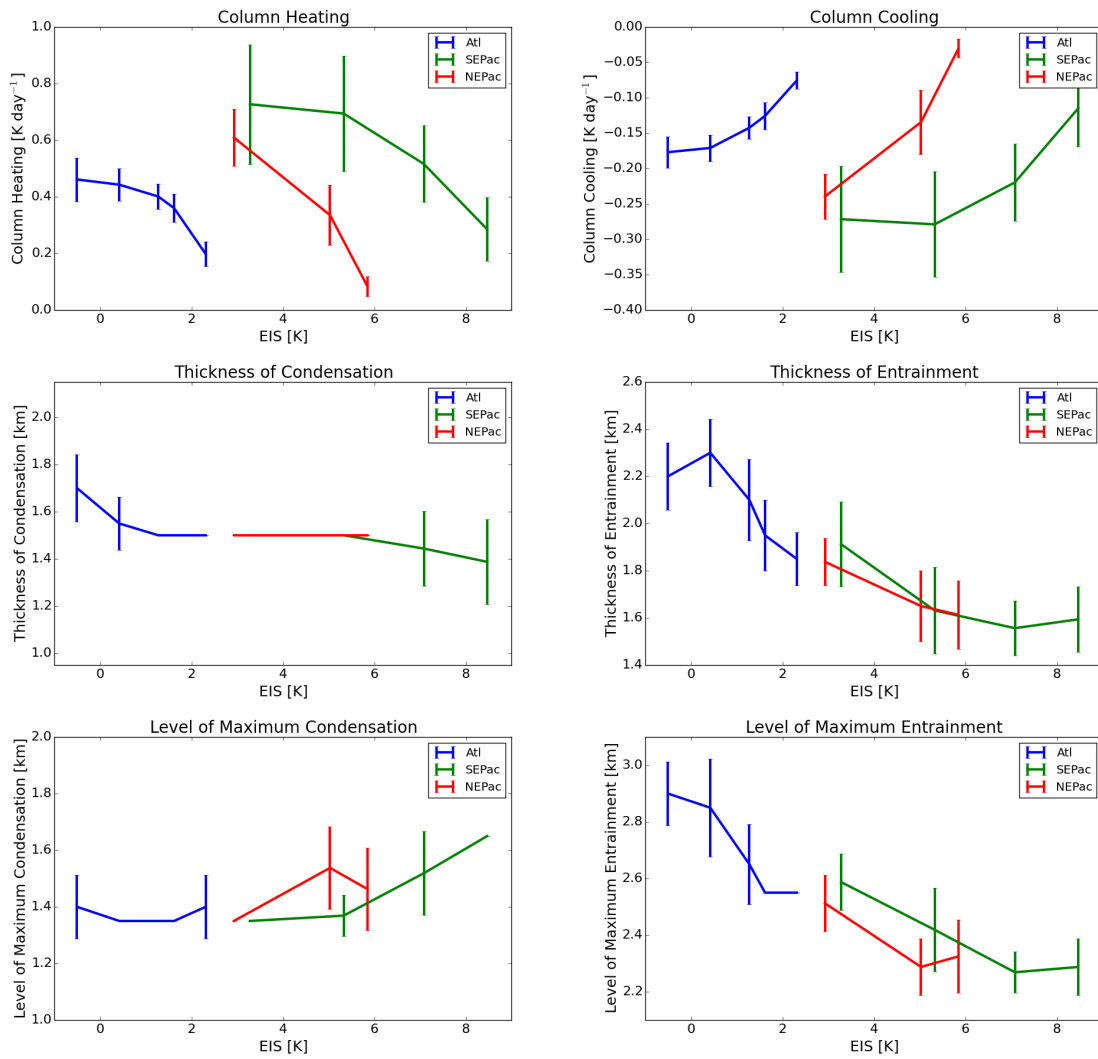 Column Heating
Column Heating [K day⁻¹]
1.0
0.8
0.6
0.4
0.2
0.0
0 2 4 6 8
EIS [K]
Atl
SEPac
NEPac
Column Cooling
Column Cooling [K day⁻¹]
−0.00
−0.05
−0.10
−0.15
−0.20
−0.25
−0.30
−0.35
−0.40
0 2 4 6 8
EIS [K]
Atl
SEPac
NEPac
Thickness of Condensation
Thickness of Condensation [km]
2.0
1.8
1.6
1.4
1.2
1.0
0 2 4 6 8
EIS [K]
Atl
SEPac
NEPac
Thickness of Entrainment
Thickness of Entrainment [km]
2.6
2.4
2.2
2.0
1.8
1.6
1.4
0 2 4 6 8
EIS [K]
Atl
SEPac
NEPac
Level of Maximum Condensation
Level of Maximum Condensation [km]
2.0
1.8
1.6
1.4
1.2
1.0
0 2 4 6 8
EIS [K]
Atl
SEPac
NEPac
Level of Maximum Entrainment
Level of Maximum Entrainment [km]
3.0
2.8
2.6
2.4
2.2
0 2 4 6 8
EIS [K]
Atl
SEPac
NEPac